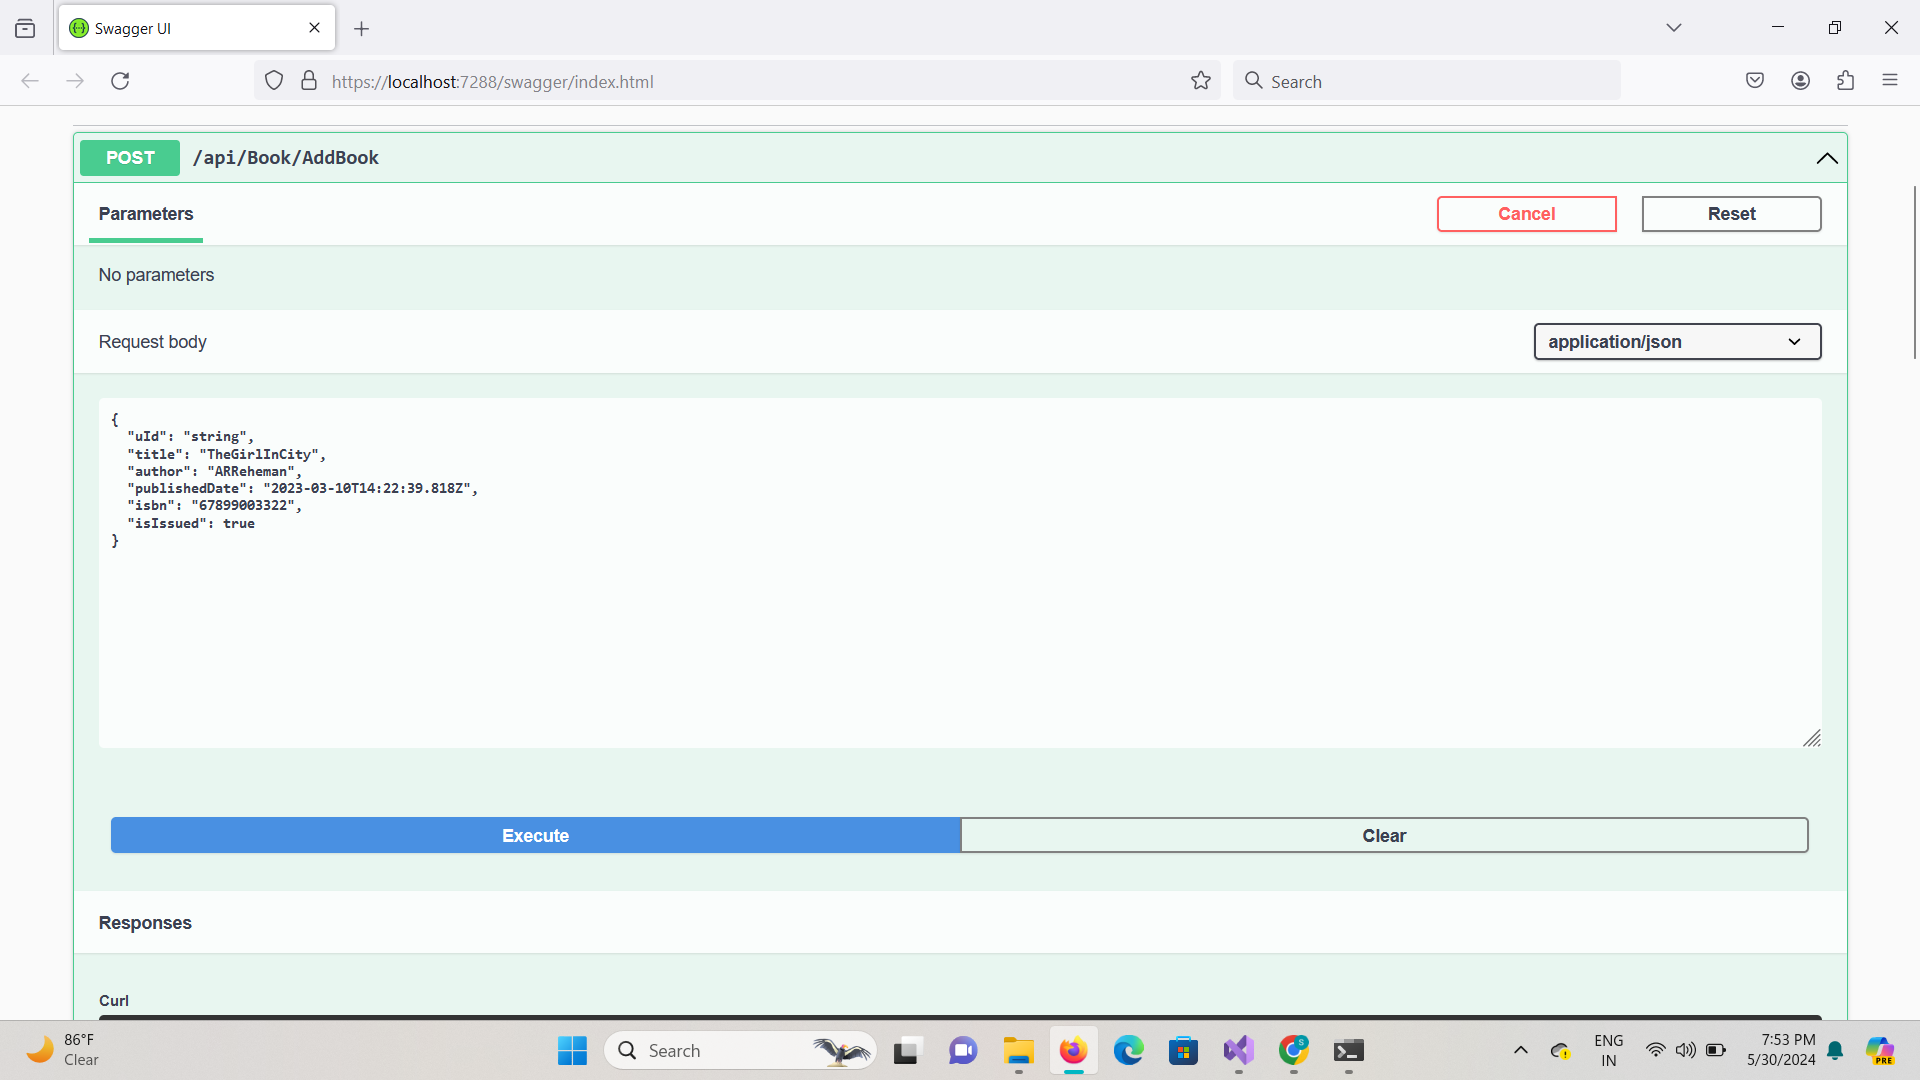 Swagger UI
https://localhost:7288/swagger/index.html
Search
POST /api/Book/AddBook
Parameters
Cancel
Reset
No parameters
Request body
application/json
{
"uId": "string",
"title": "TheGirlInCity",
"author": "ARReheman",
"publishedDate": "2023-03-10T14:22:39.818Z",
"isbn": "67899003322",
"isIssued": true
}
Execute
Clear
Responses
Curl
86°F
Clear
Search
ENG
IN
7:53 PM
5/30/2024
PRE